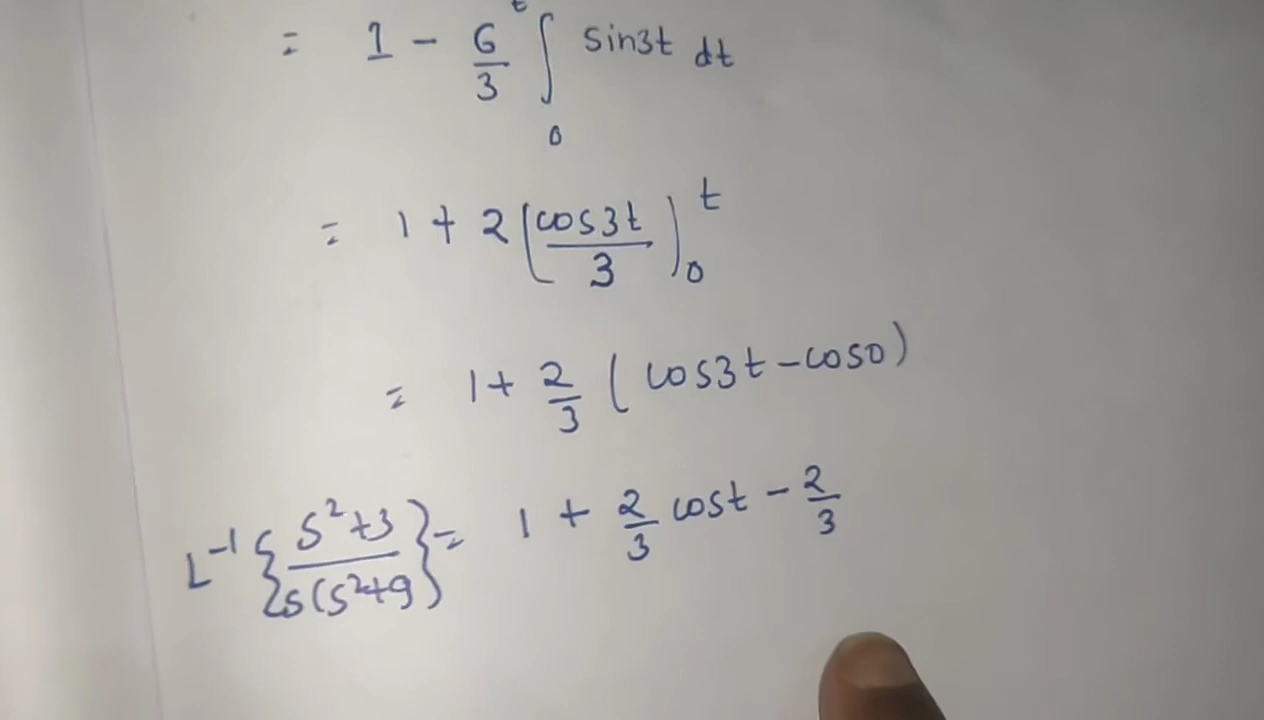 = 1 - 6/3 ∫₀ᵗ sin3t dt
= 1 + 2 [cos3t/3]₀ᵗ
= 1 + 2/3 (cos3t - cos0)
L⁻¹{s²+3/s(s²+9)} = 1 + 2/3 cost - 2/3